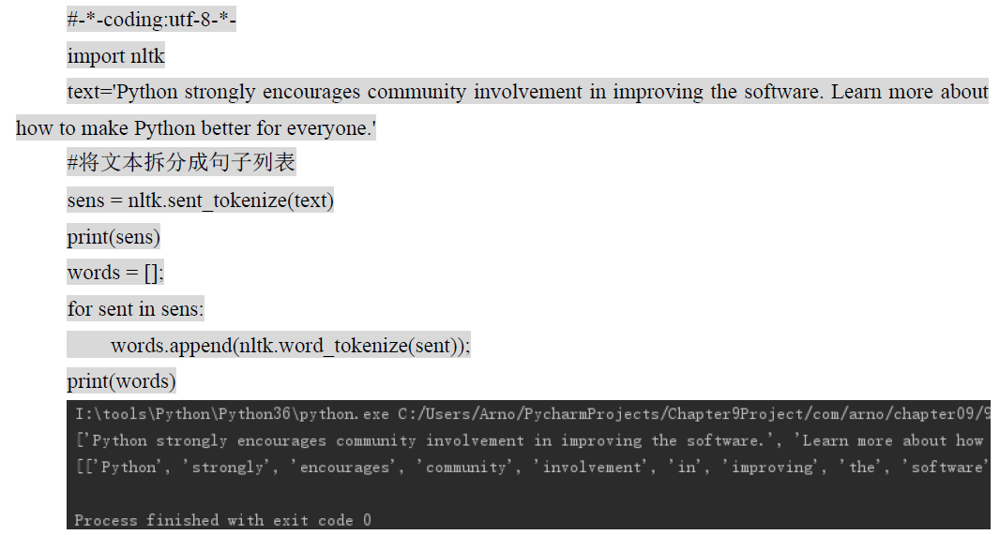 #-*-coding:utf-8-*-
import nltk
text='Python strongly encourages community involvement in improving the software. Learn more about
how to make Python better for everyone.'
#将文本拆分成句子列表
sens = nltk.sent_tokenize(text)
print(sens)
words = [];
for sent in sens:
words.append(nltk.word_tokenize(sent));
print(words)
I:\tools\Python\Python36\python.exe C:/Users/Arno/PycharmProjects/Chapter9Project/com/arno/chapter09/9
['Python strongly encourages community involvement in improving the software.', 'Learn more about how
[['Python', 'strongly', 'encourages', 'community', 'involvement', 'in', 'improving', 'the', 'software'
Process finished with exit code 0